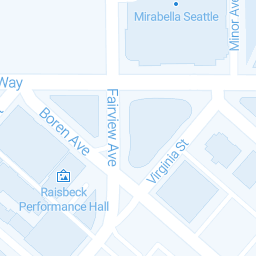 Mirabella Seattle
Minor Ave
Way
Fairview Ave
Boren Ave
Virginia St
Raisbeck
Performance Hall